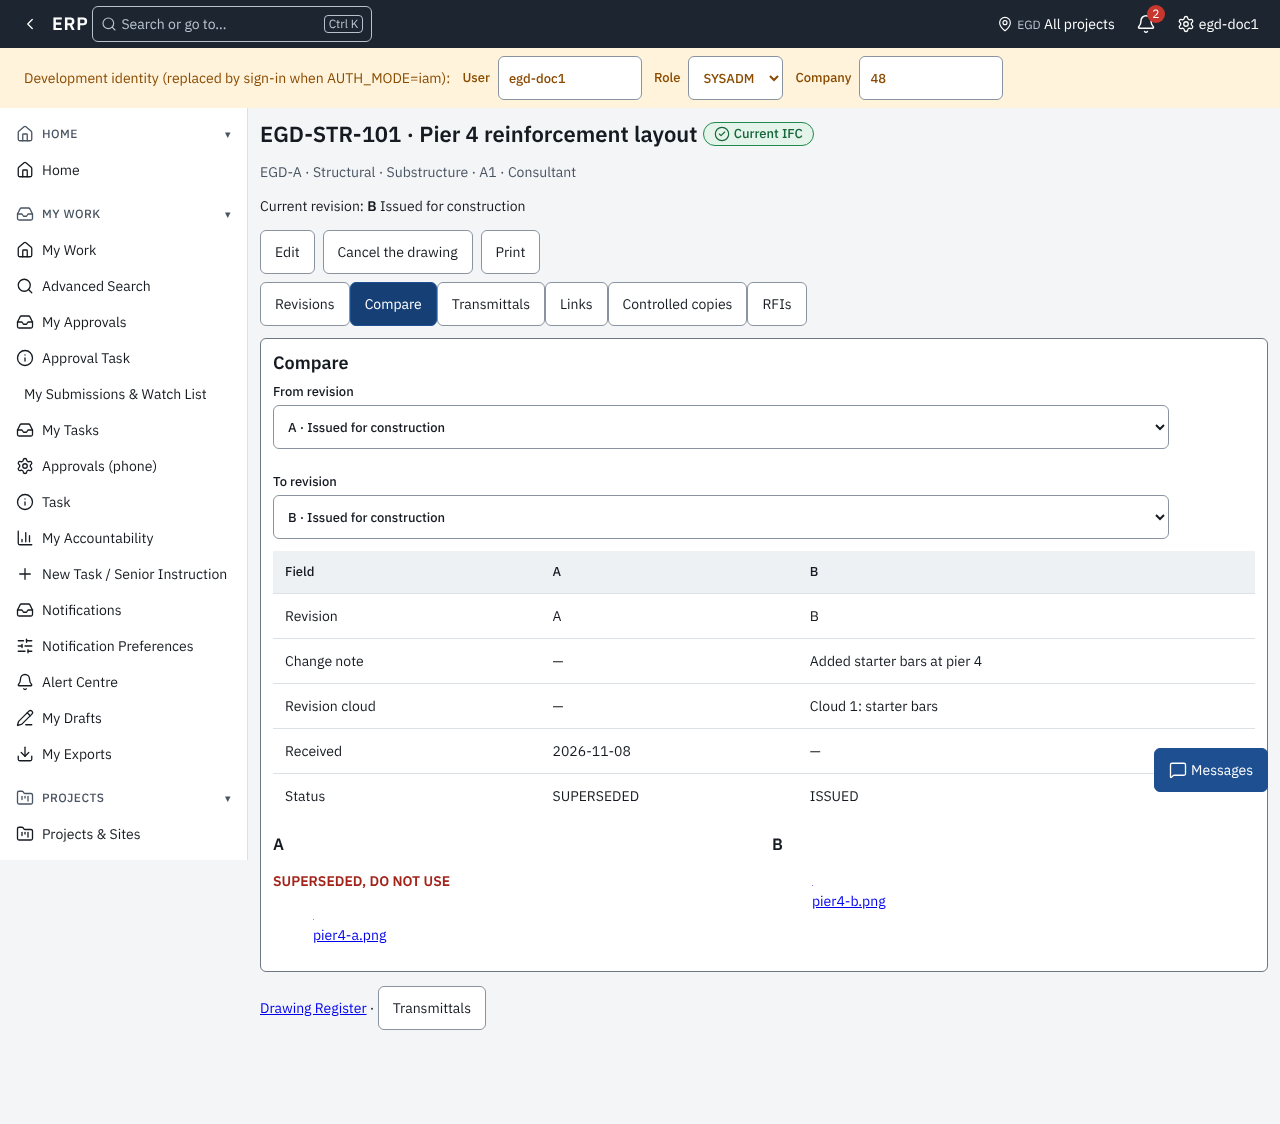 ERP
Search or go to...
Ctrl K
EGD All projects
2
egd-doc1
Development identity (replaced by sign-in when AUTH_MODE=iam):
User
egd-doc1
Role
SYSADM
Company
48
HOME
Home
MY WORK
My Work
Advanced Search
My Approvals
Approval Task
My Submissions & Watch List
My Tasks
Approvals (phone)
Task
My Accountability
New Task / Senior Instruction
Notifications
Notification Preferences
Alert Centre
My Drafts
My Exports
PROJECTS
Projects & Sites
EGD-STR-101 · Pier 4 reinforcement layout
Current IFC
EGD-A · Structural · Substructure · A1 · Consultant
Current revision: B Issued for construction
Edit
Cancel the drawing
Print
Revisions
Compare
Transmittals
Links
Controlled copies
RFIs
Compare
From revision
A · Issued for construction
To revision
B · Issued for construction
Field A B
Revision A B
Change note — Added starter bars at pier 4
Revision cloud — Cloud 1: starter bars
Received 2026-11-08 —
Status SUPERSEDED ISSUED
Messages
A
SUPERSEDED, DO NOT USE
pier4-a.png
B
pier4-b.png
Drawing Register ·
Transmittals